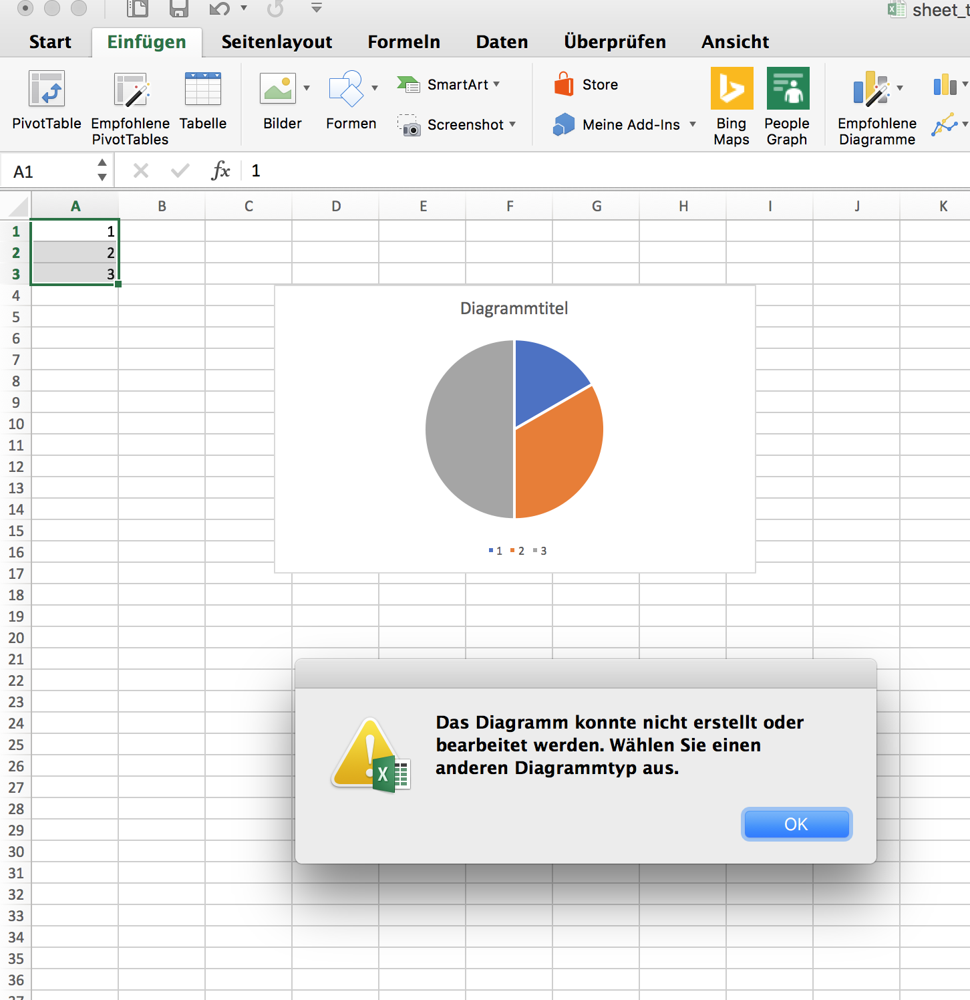 sheet_t
Start Einfügen Seitenlayout Formeln Daten Überprüfen Ansicht
SmartArt Store
PivotTable Empfohlene PivotTables Tabelle Bilder Formen Screenshot Meine Add-Ins Bing Maps People Graph Empfohlene Diagramme
A1 fx 1
A B C D E F G H I J K
1 1
2 2
3 3
4
Diagrammtitel
5
6
7
8
9
10
11
12
13
14
15
16 1 2 3
17
18
19
20
21
22
23
24
Das Diagramm konnte nicht erstellt oder
25
bearbeitet werden. Wählen Sie einen
26
anderen Diagrammtyp aus.
27
28
29 OK
30
31
32
33
34
35
36
37